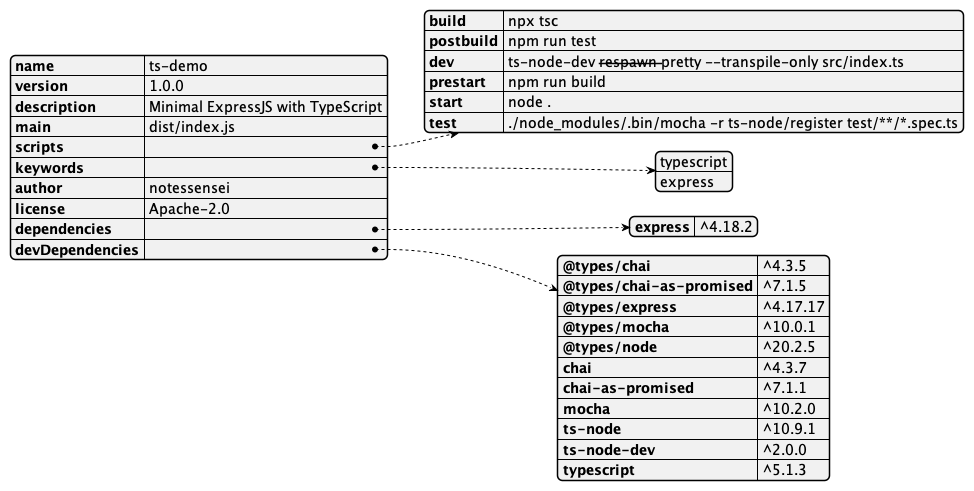 name ts-demo
version 1.0.0
description Minimal ExpressJS with TypeScript
main dist/index.js
scripts
keywords
author notessensei
license Apache-2.0
dependencies
devDependencies
build npx tsc
postbuild npm run test
dev ts-node-dev respawn pretty --transpile-only src/index.ts
prestart npm run build
start node .
test ./node_modules/.bin/mocha -r ts-node/register test/**/*.spec.ts
typescript
express
express ^4.18.2
@types/chai ^4.3.5
@types/chai-as-promised ^7.1.5
@types/express ^4.17.17
@types/mocha ^10.0.1
@types/node ^20.2.5
chai ^4.3.7
chai-as-promised ^7.1.1
mocha ^10.2.0
ts-node ^10.9.1
ts-node-dev ^2.0.0
typescript ^5.1.3